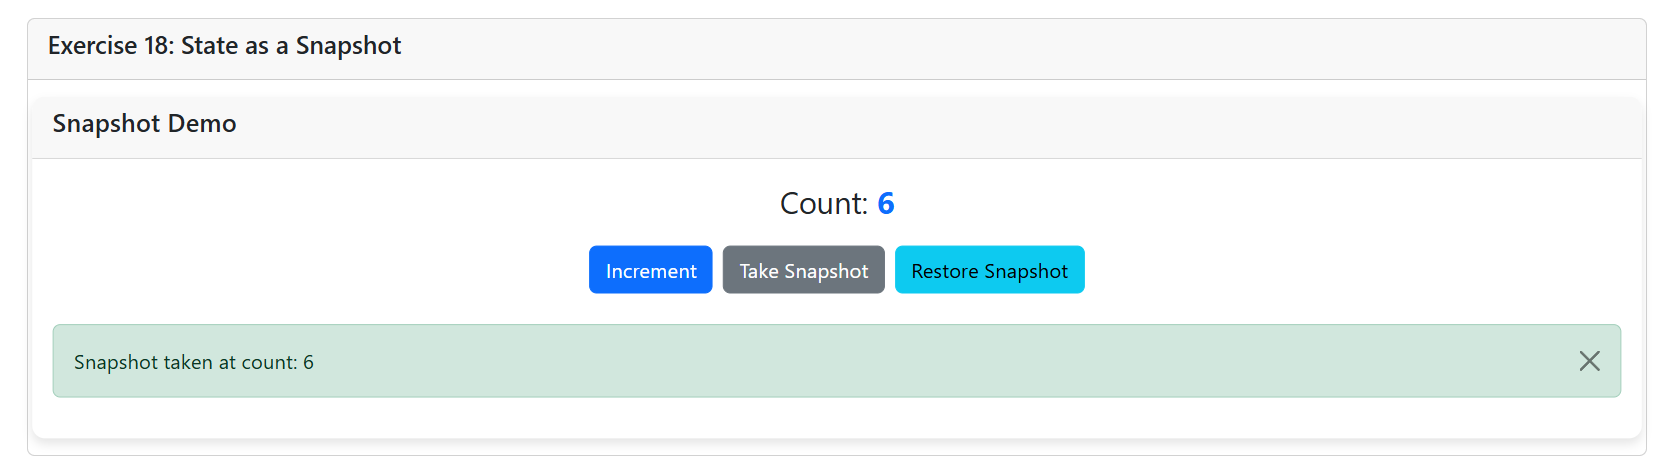 Exercise 18: State as a Snapshot
Snapshot Demo
Count: 6
Increment
Take Snapshot
Restore Snapshot
Snapshot taken at count: 6